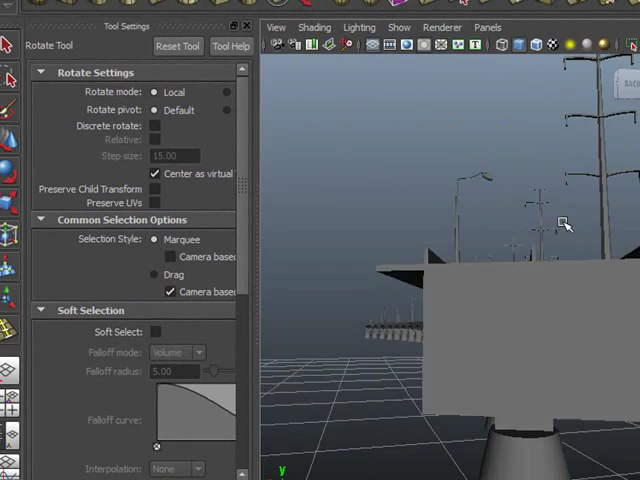 Tool Settings
View Shading Lighting Show Renderer Panels
Rotate Tool Reset Tool Tool Help
Rotate Settings
Rotate mode: Local
Rotate pivot: Default
Discrete rotate:
Relative:
Step size: 15.00
Center as virtual
Preserve Child Transform
Preserve UVs
Common Selection Options
Selection Style: Marquee
Camera based
Drag
Camera based
Soft Selection
Soft Select:
Falloff mode: Volume
Falloff radius: 5.00
Falloff curve:
Interpolation: None
BACK
y